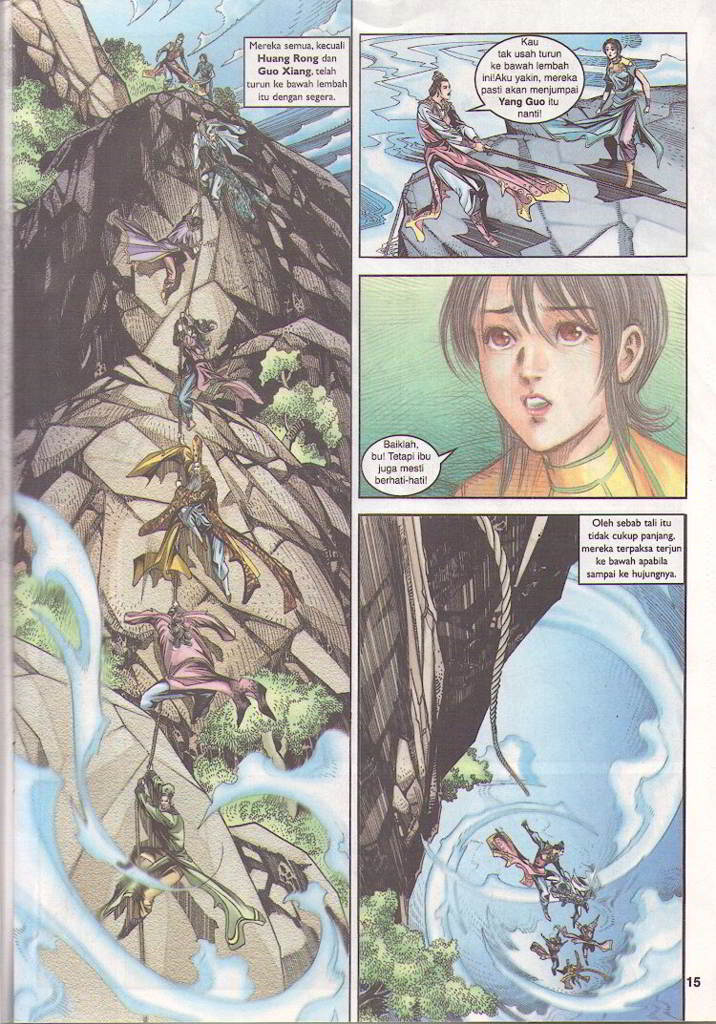 Mereka semua, kecuali
Huang Rong dan
Guo Xiang, telah
turun ke bawah lembah
itu dengan segera.
Kau
tak usah turun
ke bawah lembah
ini!Aku yakin, mereka
pasti akan menjumpai
Yang Guo itu
nanti!
Baiklah,
bu! Tetapi ibu
juga mesti
berhati-hati!
Oleh sebab tali itu
tidak cukup panjang,
mereka terpaksa terjun
ke bawah apabila
sampai ke hujungnya.
15